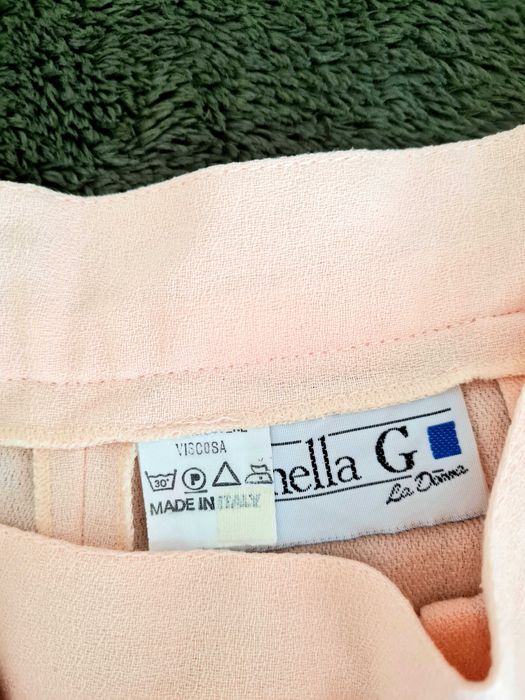 VISCOSA
30° P
MADE IN ITALY
nella G
La Donna